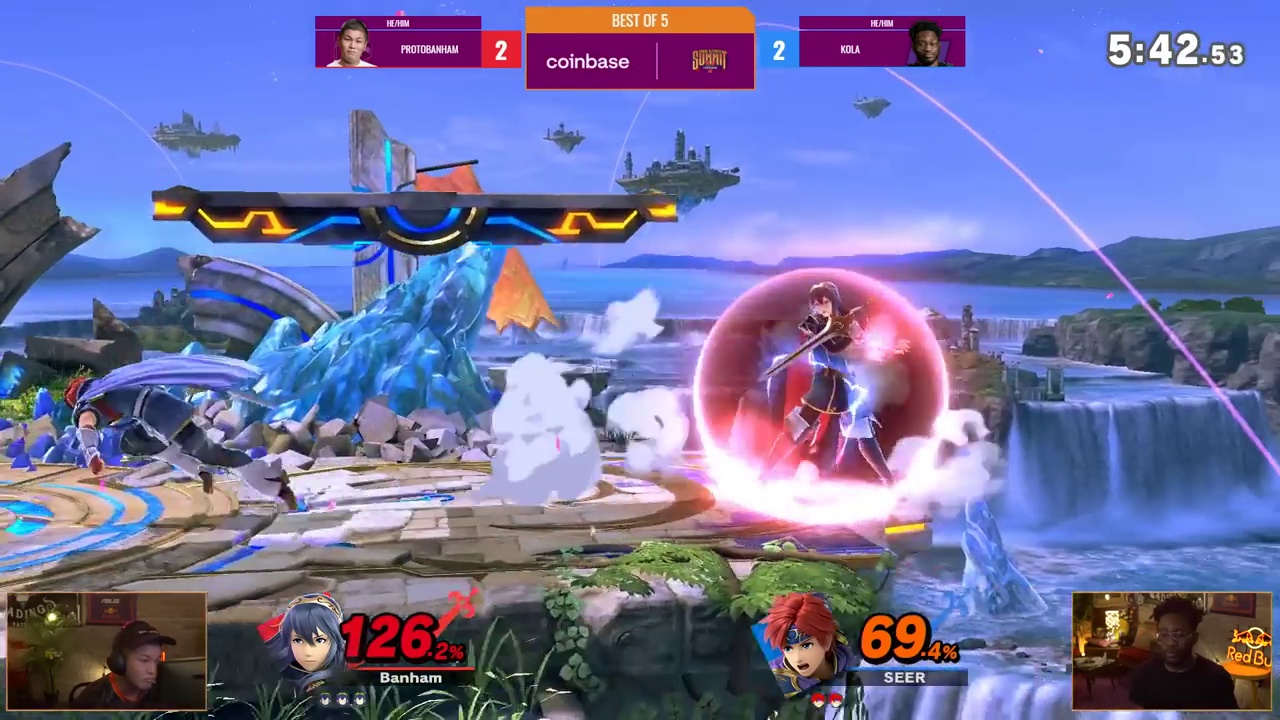 HE/HIM
PROTOBANHAM
2
BEST OF 5
coinbase
SUMMIT
2
HE/HIM
KOLA
5:42.53
126.2%
Banham
69.4%
SEER
Red Bu